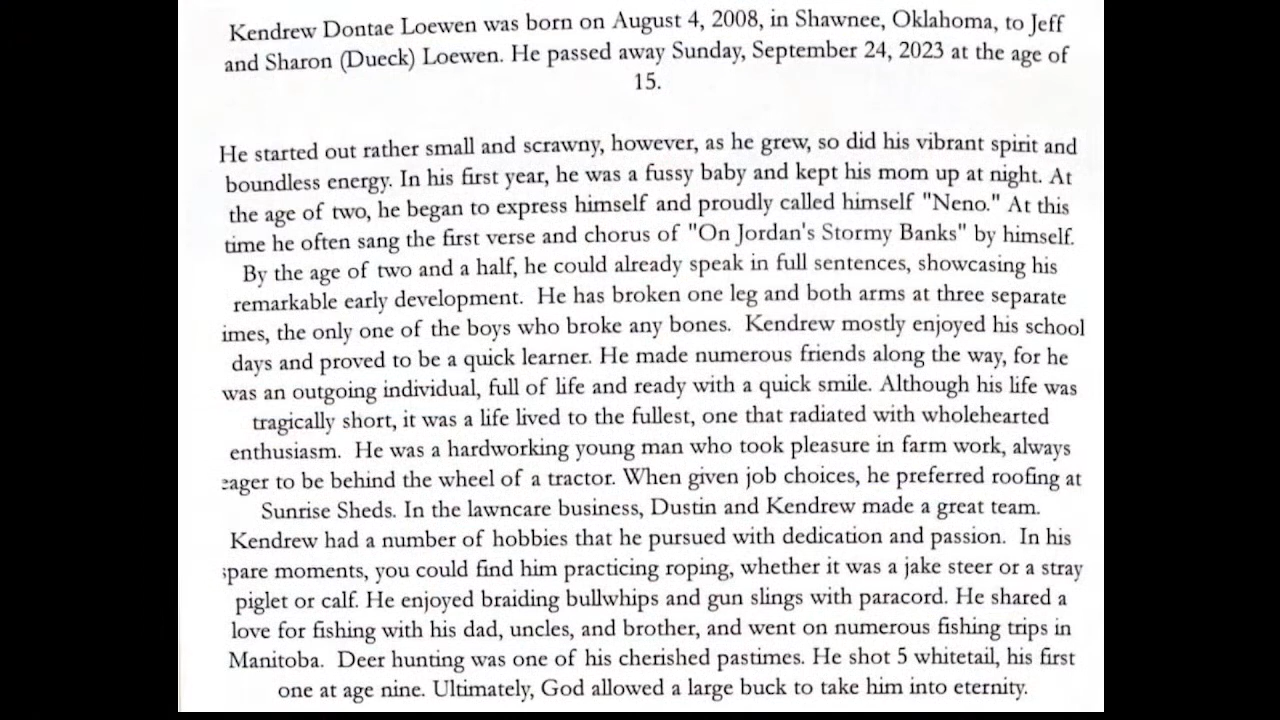 Kendrew Dontae Loewen was born on August 4, 2008, in Shawnee, Oklahoma, to Jeff
and Sharon (Dueck) Loewen. He passed away Sunday, September 24, 2023 at the age of
15.
He started out rather small and scrawny, however, as he grew, so did his vibrant spirit and
boundless energy. In his first year, he was a fussy baby and kept his mom up at night. At
the age of two, he began to express himself and proudly called himself "Neno." At this
time he often sang the first verse and chorus of "On Jordan's Stormy Banks" by himself.
By the age of two and a half, he could already speak in full sentences, showcasing his
remarkable early development. He has broken one leg and both arms at three separate
imes, the only one of the boys who broke any bones. Kendrew mostly enjoyed his school
days and proved to be a quick learner. He made numerous friends along the way, for he
was an outgoing individual, full of life and ready with a quick smile. Although his life was
tragically short, it was a life lived to the fullest, one that radiated with wholehearted
enthusiasm. He was a hardworking young man who took pleasure in farm work, always
eager to be behind the wheel of a tractor. When given job choices, he preferred roofing at
Sunrise Sheds. In the lawncare business, Dustin and Kendrew made a great team.
Kendrew had a number of hobbies that he pursued with dedication and passion. In his
spare moments, you could find him practicing roping, whether it was a jake steer or a stray
piglet or calf. He enjoyed braiding bullwhips and gun slings with paracord. He shared a
love for fishing with his dad, uncles, and brother, and went on numerous fishing trips in
Manitoba. Deer hunting was one of his cherished pastimes. He shot 5 whitetail, his first
one at age nine. Ultimately, God allowed a large buck to take him into eternity.